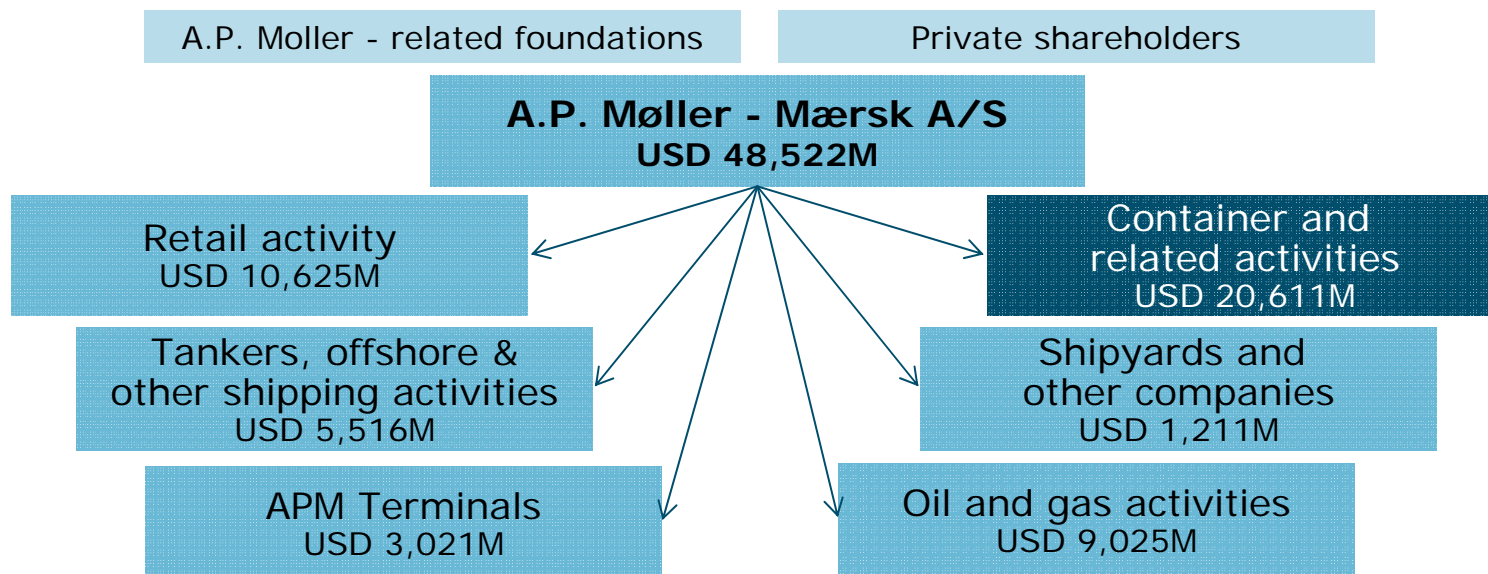 A.P. Moller - related foundations
Private shareholders
A.P. Møller - Mærsk A/S
USD 48,522M
Retail activity
USD 10,625M
Container and
related activities
USD 20,611M
Tankers, offshore &
other shipping activities
USD 5,516M
Shipyards and
other companies
USD 1,211M
APM Terminals
USD 3,021M
Oil and gas activities
USD 9,025M